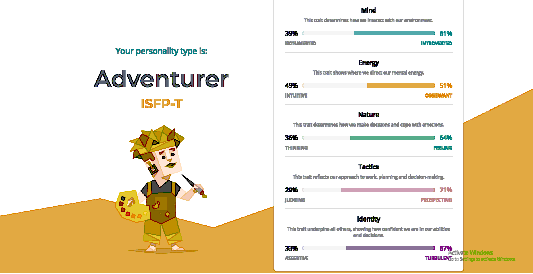 Your personality type is:
Adventurer
ISFP-T
Mind
This trait determines how we interact with our environment.
39% 61%
EXTRAVERTED INTROVERTED
Energy
This trait shows where we direct our mental energy.
49% 51%
INTUITIVE OBSERVANT
Nature
This trait determines how we make decisions and cope with emotions.
36% 64%
THINKING FEELING
Tactics
This trait reflects our approach to work, planning and decision-making.
29% 71%
JUDGING PROSPECTING
Identity
This trait underpins all others, showing how confident we are in our abilities
and decisions.
33% 67%
ASSERTIVE TURBULENT
Activate Windows
Go to Settings to activate Windows.